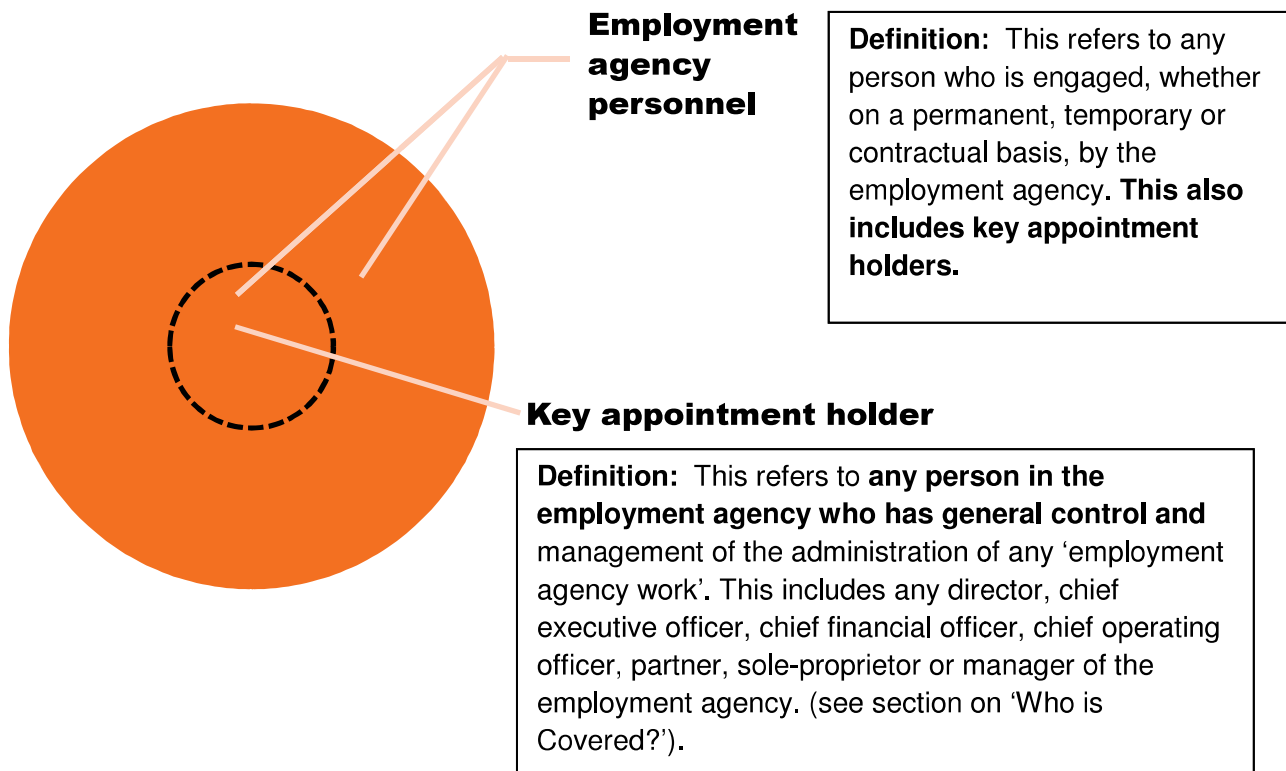 Employment
agency
personnel
Definition:  This refers to any
person who is engaged, whether
on a permanent, temporary or
contractual basis, by the
employment agency. This also
includes key appointment
holders.
Key appointment holder
Definition:  This refers to any person in the
employment agency who has general control and
management of the administration of any ‘employment
agency work’. This includes any director, chief
executive officer, chief financial officer, chief operating
officer, partner, sole-proprietor or manager of the
employment agency. (see section on ‘Who is
Covered?’).